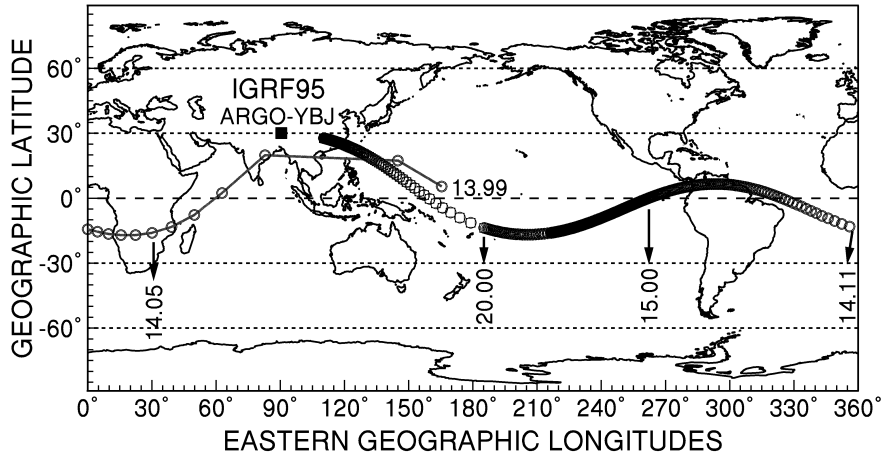 GEOGRAPHIC LATITUDE
60˚
30˚
0˚
-30˚
-60˚
IGRF95
ARGO-YBJ
13.99
14.05
20.00
15.00
14.11
0˚ 30˚ 60˚ 90˚ 120˚ 150˚ 180˚ 210˚ 240˚ 270˚ 300˚ 330˚ 360˚
EASTERN GEOGRAPHIC LONGITUDES